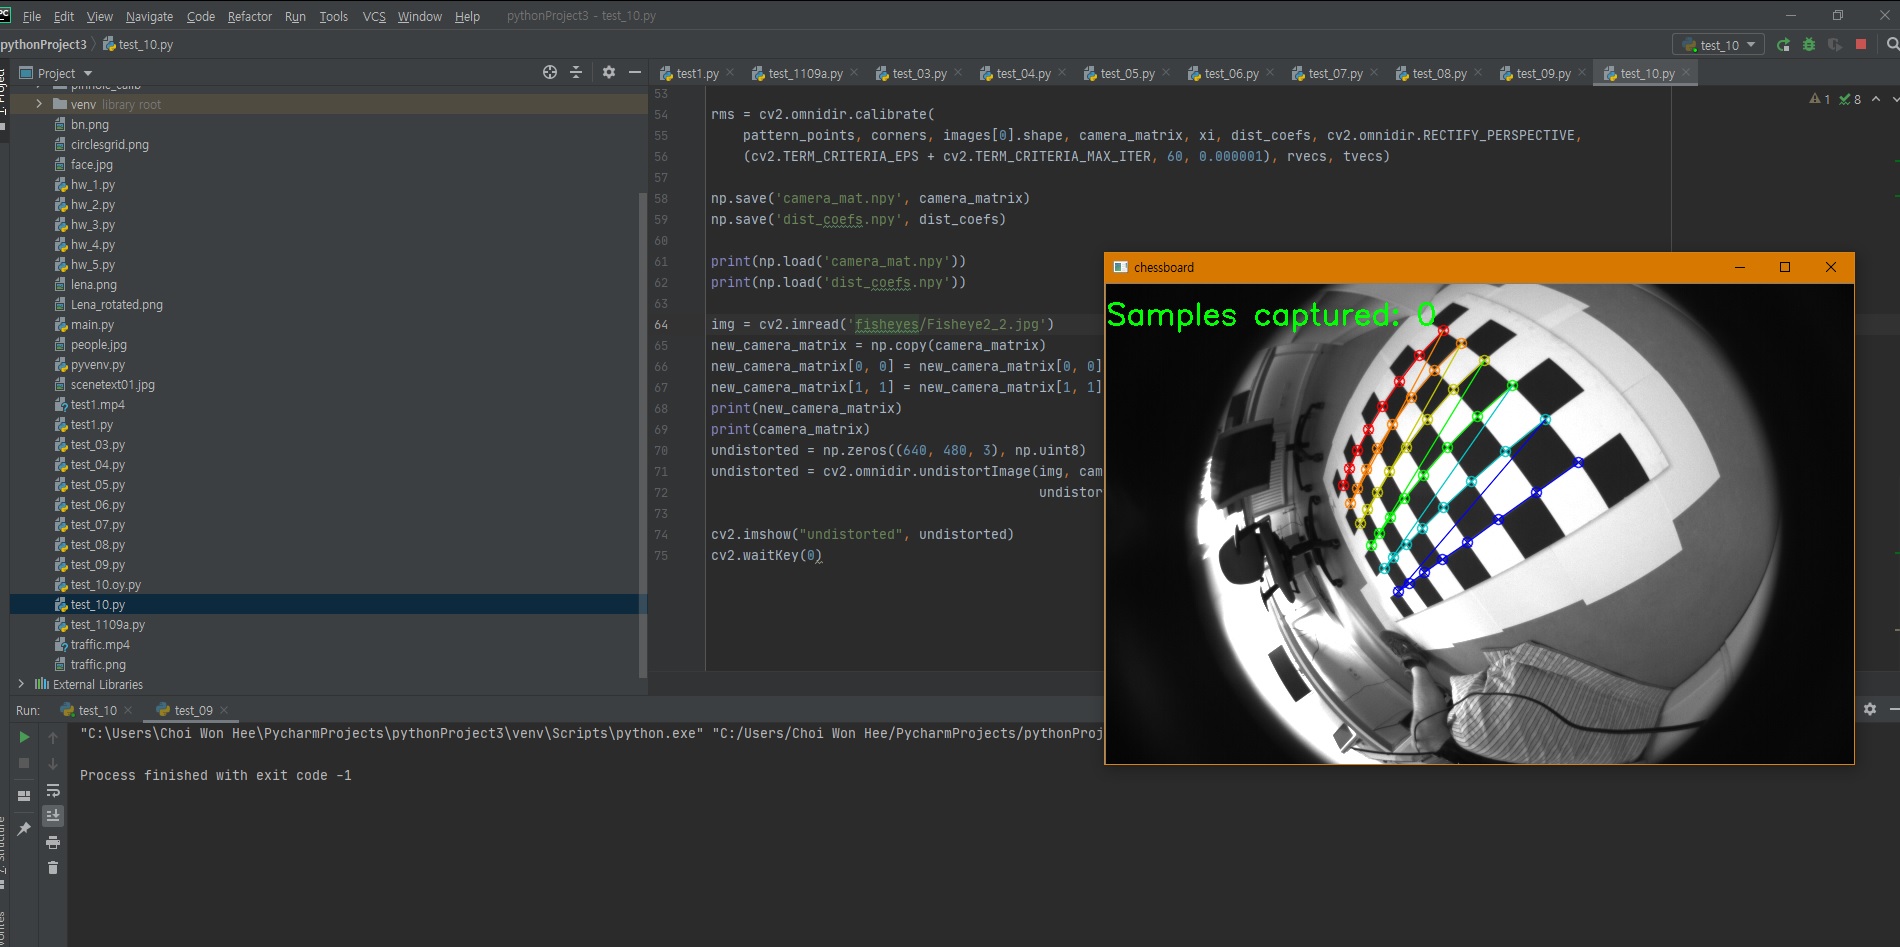 File Edit View Navigate Code Refactor Run Tools VCS Window Help pythonProject3 - test_10.py
pythonProject3 test_10.py test_10
Project
test1.py test_1109a.py test_03.py test_04.py test_05.py test_06.py test_07.py test_08.py test_09.py test_10.py
1 8
pinhole_calib
venv library root
bn.png
circlesgrid.png
face.jpg
hw_1.py
hw_2.py
hw_3.py
hw_4.py
hw_5.py
lena.png
Lena_rotated.png
main.py
people.jpg
pyvenv.py
scenetext01.jpg
test1.mp4
test1.py
test_03.py
test_04.py
test_05.py
test_06.py
test_07.py
test_08.py
test_09.py
test_10.oy.py
test_10.py
test_1109a.py
traffic.mp4
traffic.png
External Libraries
53
54 rms = cv2.omnidir.calibrate(
55 pattern_points, corners, images[0].shape, camera_matrix, xi, dist_coefs, cv2.omnidir.RECTIFY_PERSPECTIVE,
56 (cv2.TERM_CRITERIA_EPS + cv2.TERM_CRITERIA_MAX_ITER, 60, 0.000001), rvecs, tvecs)
57
58 np.save('camera_mat.npy', camera_matrix)
59 np.save('dist_coefs.npy', dist_coefs)
60
61 print(np.load('camera_mat.npy'))
62 print(np.load('dist_coefs.npy'))
63
64 img = cv2.imread('fisheyes/Fisheye2_2.jpg')
65 new_camera_matrix = np.copy(camera_matrix)
66 new_camera_matrix[0, 0] = new_camera_matrix[0, 0]
67 new_camera_matrix[1, 1] = new_camera_matrix[1, 1]
68 print(new_camera_matrix)
69 print(camera_matrix)
70 undistorted = np.zeros((640, 480, 3), np.uint8)
71 undistorted = cv2.omnidir.undistortImage(img, cam
72 undistor
73
74 cv2.imshow("undistorted", undistorted)
75 cv2.waitKey(0)
chessboard
Samples captured: 0
Run: test_10 test_09
"C:\Users\Choi Won Hee\PycharmProjects\pythonProject3\venv\Scripts\python.exe" "C:/Users/Choi Won Hee/PycharmProjects/pythonProj
Process finished with exit code -1